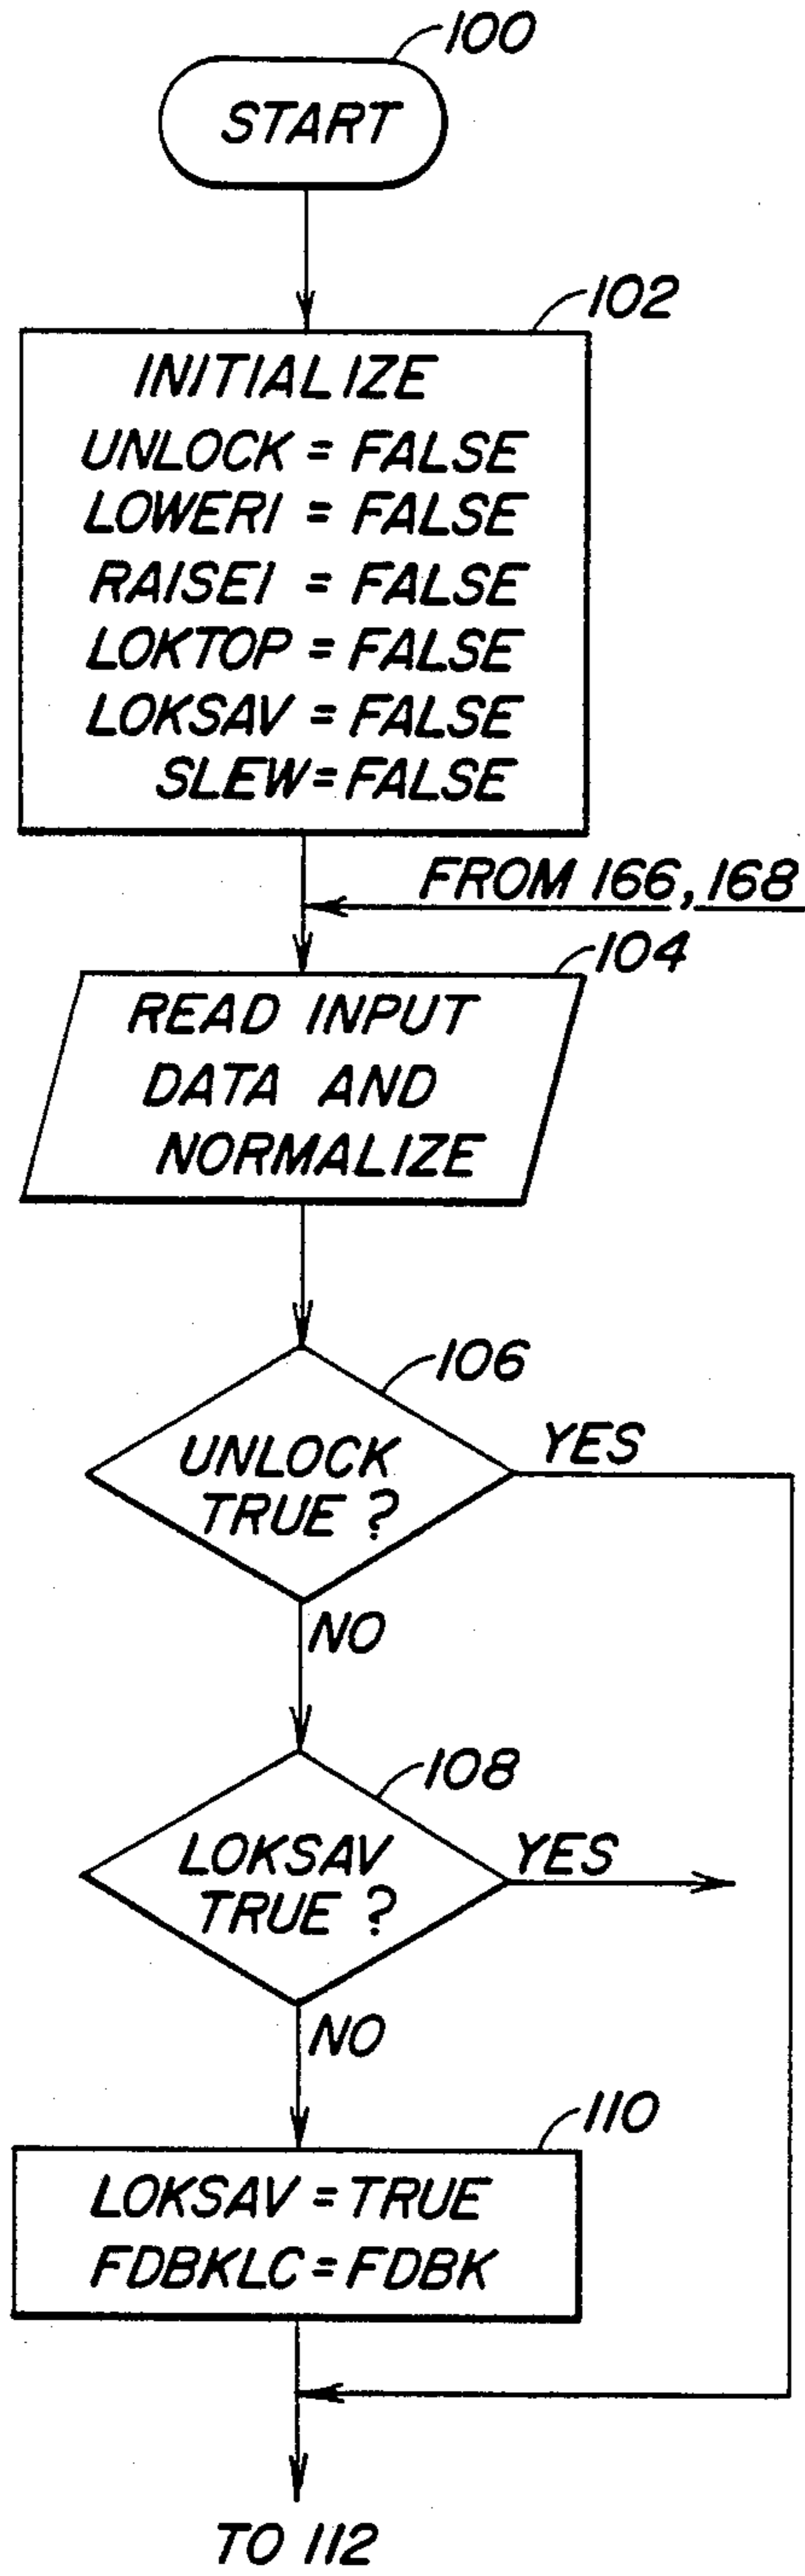 100
START
102
INITIALIZE
UNLOCK = FALSE
LOWER1 = FALSE
RAISE1 = FALSE
LOKTOP = FALSE
LOKSAV = FALSE
SLEW = FALSE
FROM 166, 168
104
READ INPUT
DATA AND
NORMALIZE
106
UNLOCK
TRUE ?
YES
NO
108
LOKSAV
TRUE ?
YES
NO
110
LOKSAV = TRUE
FDBKLC = FDBK
TO 112